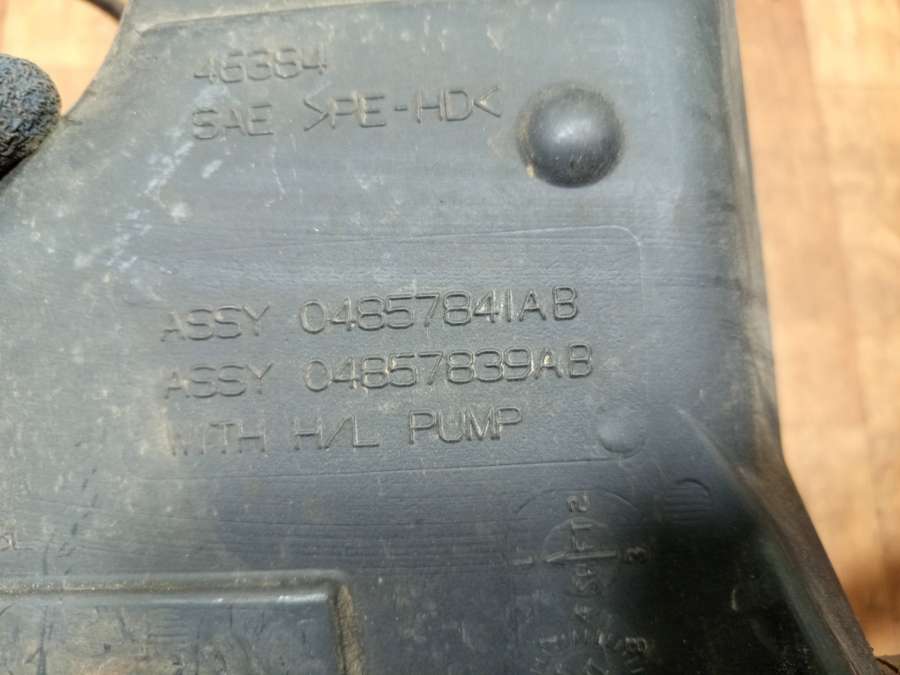 46384
SAE >PE-HD<
ASSY 04857841AB
ASSY 04857839AB
WITH H/L PUMP